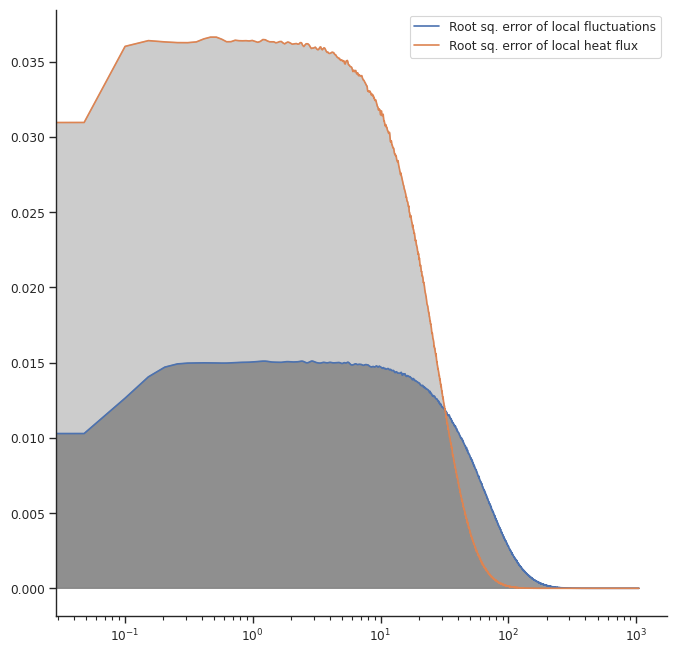 Root sq. error of local fluctuations
Root sq. error of local heat flux
0.035
0.030
0.025
0.020
0.015
0.010
0.005
0.000
10⁻¹ 10⁰ 10¹ 10² 10³